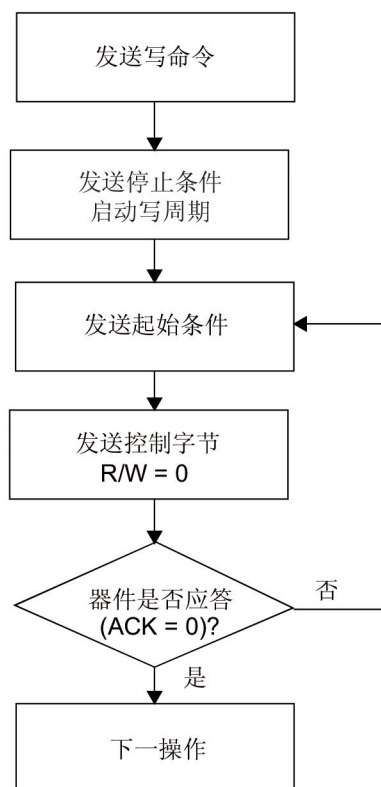 发送写命令
发送停止条件
启动写周期
发送起始条件
发送控制字节
R/W = 0
器件是否应答
(ACK = 0)?
否
是
下一操作